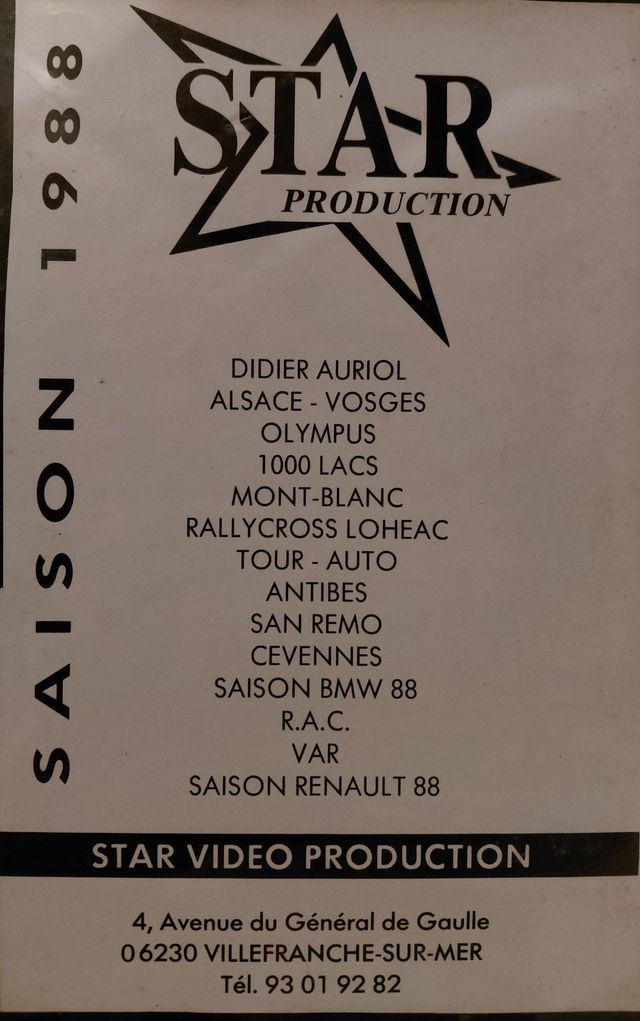 SAISON 1988
STAR
PRODUCTION
DIDIER AURIOL
ALSACE - VOSGES
OLYMPUS
1000 LACS
MONT-BLANC
RALLYCROSS LOHEAC
TOUR - AUTO
ANTIBES
SAN REMO
CEVENNES
SAISON BMW 88
R.A.C.
VAR
SAISON RENAULT 88
STAR VIDEO PRODUCTION
4, Avenue du Général de Gaulle
06230 VILLEFRANCHE-SUR-MER
Tél. 93 01 92 82